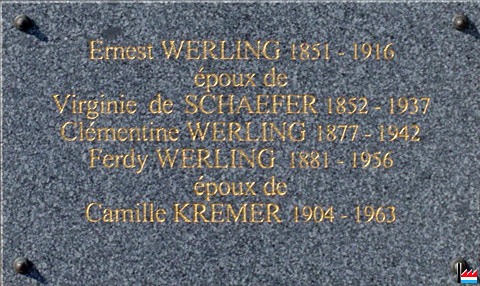 Ernest WERLING 1851 - 1916
époux de
Virginie de SCHAEFER 1852 - 1937
Clémentine WERLING 1877 - 1942
Ferdy WERLING 1881 - 1956
époux de
Camille KREMER 1904 - 1963